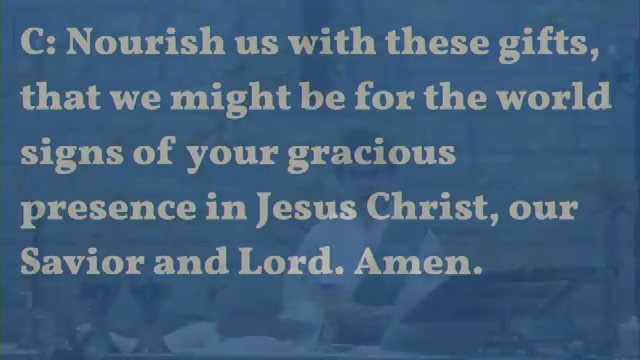 C: Nourish us with these gifts,
that we might be for the world
signs of your gracious
presence in Jesus Christ, our
Savior and Lord. Amen.